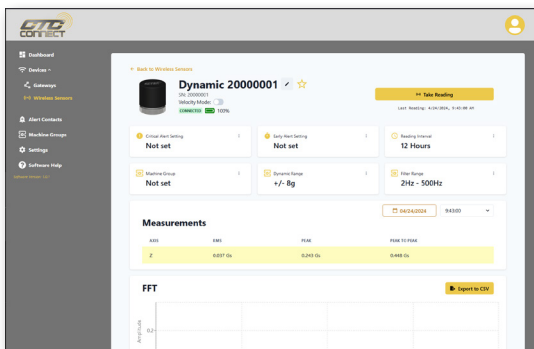 CTC
CONNECT
Dashboard
Devices
Gateways
Wireless Sensors
Alert Contacts
Machine Groups
Settings
Software Help
Back to Wireless Sensors
Dynamic 20000001
SN: 20000001
Velocity Mode:
CONNECTED 100%
Take Reading
Last Reading: 4/24/2024, 9:43:00 AM
Critical Alert Setting
Not set
Early Alert Setting
Not set
Reading Interval
12 Hours
Machine Group
Not set
Dynamic Range
+/- 8g
Filter Range
2Hz - 500Hz
04/24/2024 9:43:00
Measurements
AXIS RMS PEAK PEAK TO PEAK
Z 0.037 Gs 0.243 Gs 0.448 Gs
FFT
Export to CSV
Amplitude
0.2